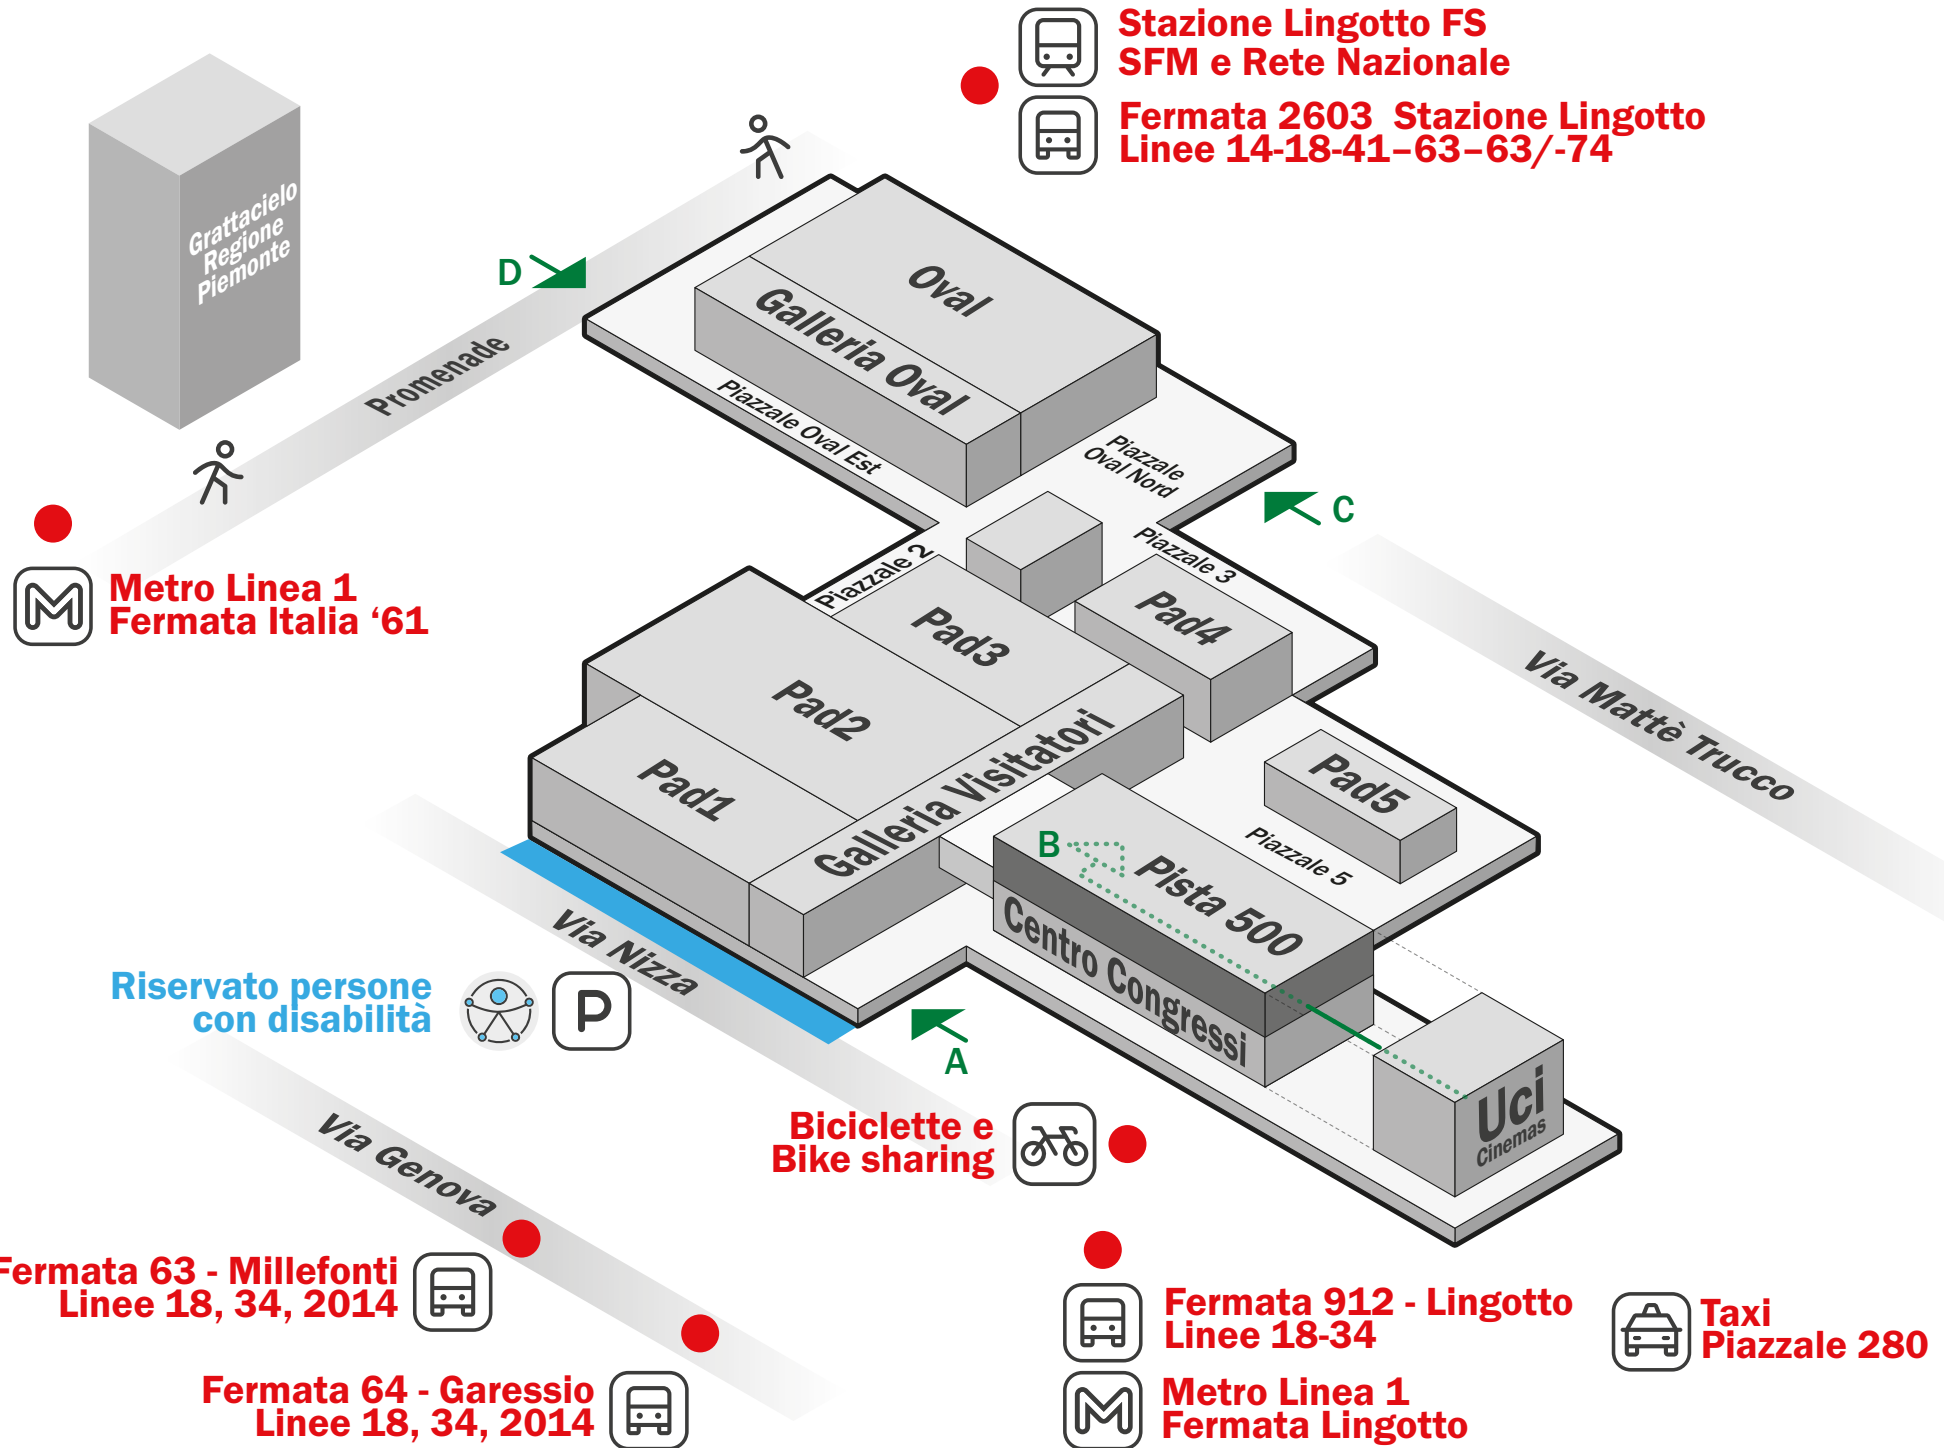 Stazione Lingotto FS
SFM e Rete Nazionale
Fermata 2603 Stazione Lingotto
Linee 14-18-41–63–63/-74
Grattacielo
Regione
Piemonte
D
Oval
Galleria Oval
Promenade
Piazzale Oval Est
Piazzale
Oval Nord
C
Piazzale 2
Piazzale 3
Metro Linea 1
Fermata Italia ‘61
Pad3
Pad4
Pad2
Via Mattè Trucco
Pad1
Galleria Visitatori
Pad5
B
Piazzale 5
Pista 500
Via Nizza
Centro Congressi
Riservato persone
con disabilità
P
A
Uci
Cinemas
Biciclette e
Bike sharing
Via Genova
Fermata 63 - Millefonti
Linee 18, 34, 2014
M
Fermata 912 - Lingotto
Linee 18-34
Taxi
Piazzale 280
Fermata 64 - Garessio
Linee 18, 34, 2014
M
Metro Linea 1
Fermata Lingotto